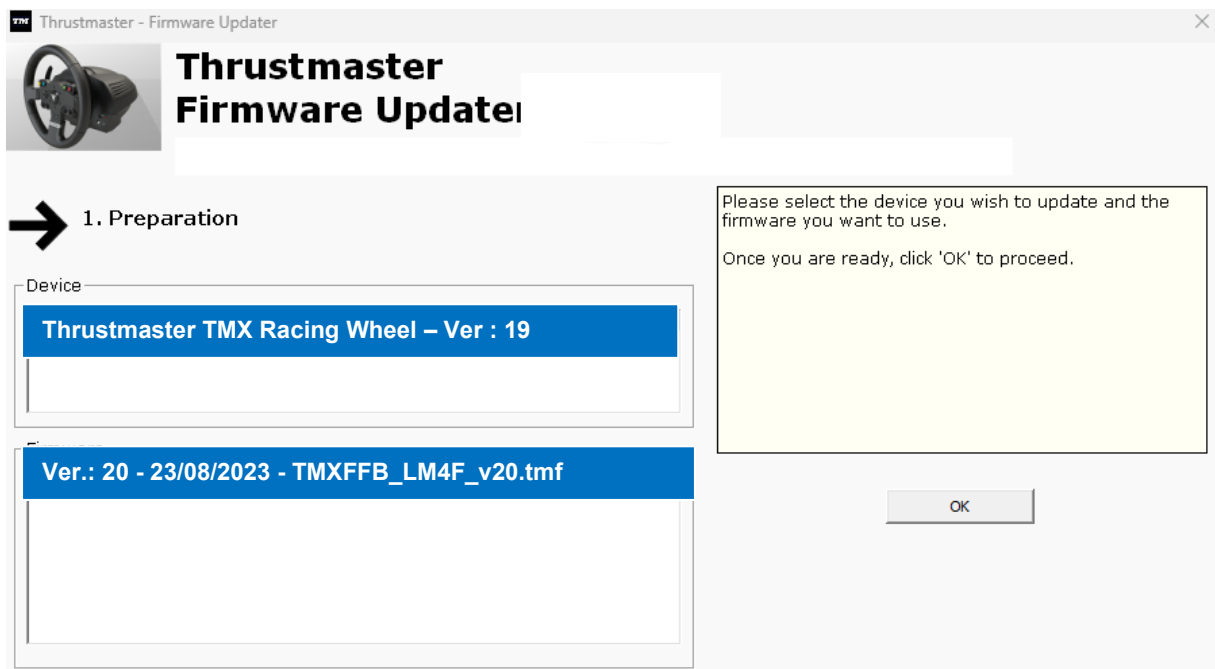 Thrustmaster - Firmware Updater
Thrustmaster
Firmware Updater
1. Preparation
Please select the device you wish to update and the
firmware you want to use.
Once you are ready, click 'OK' to proceed.
Device
Thrustmaster TMX Racing Wheel – Ver : 19
Ver.: 20 - 23/08/2023 - TMXFFB_LM4F_v20.tmf
OK